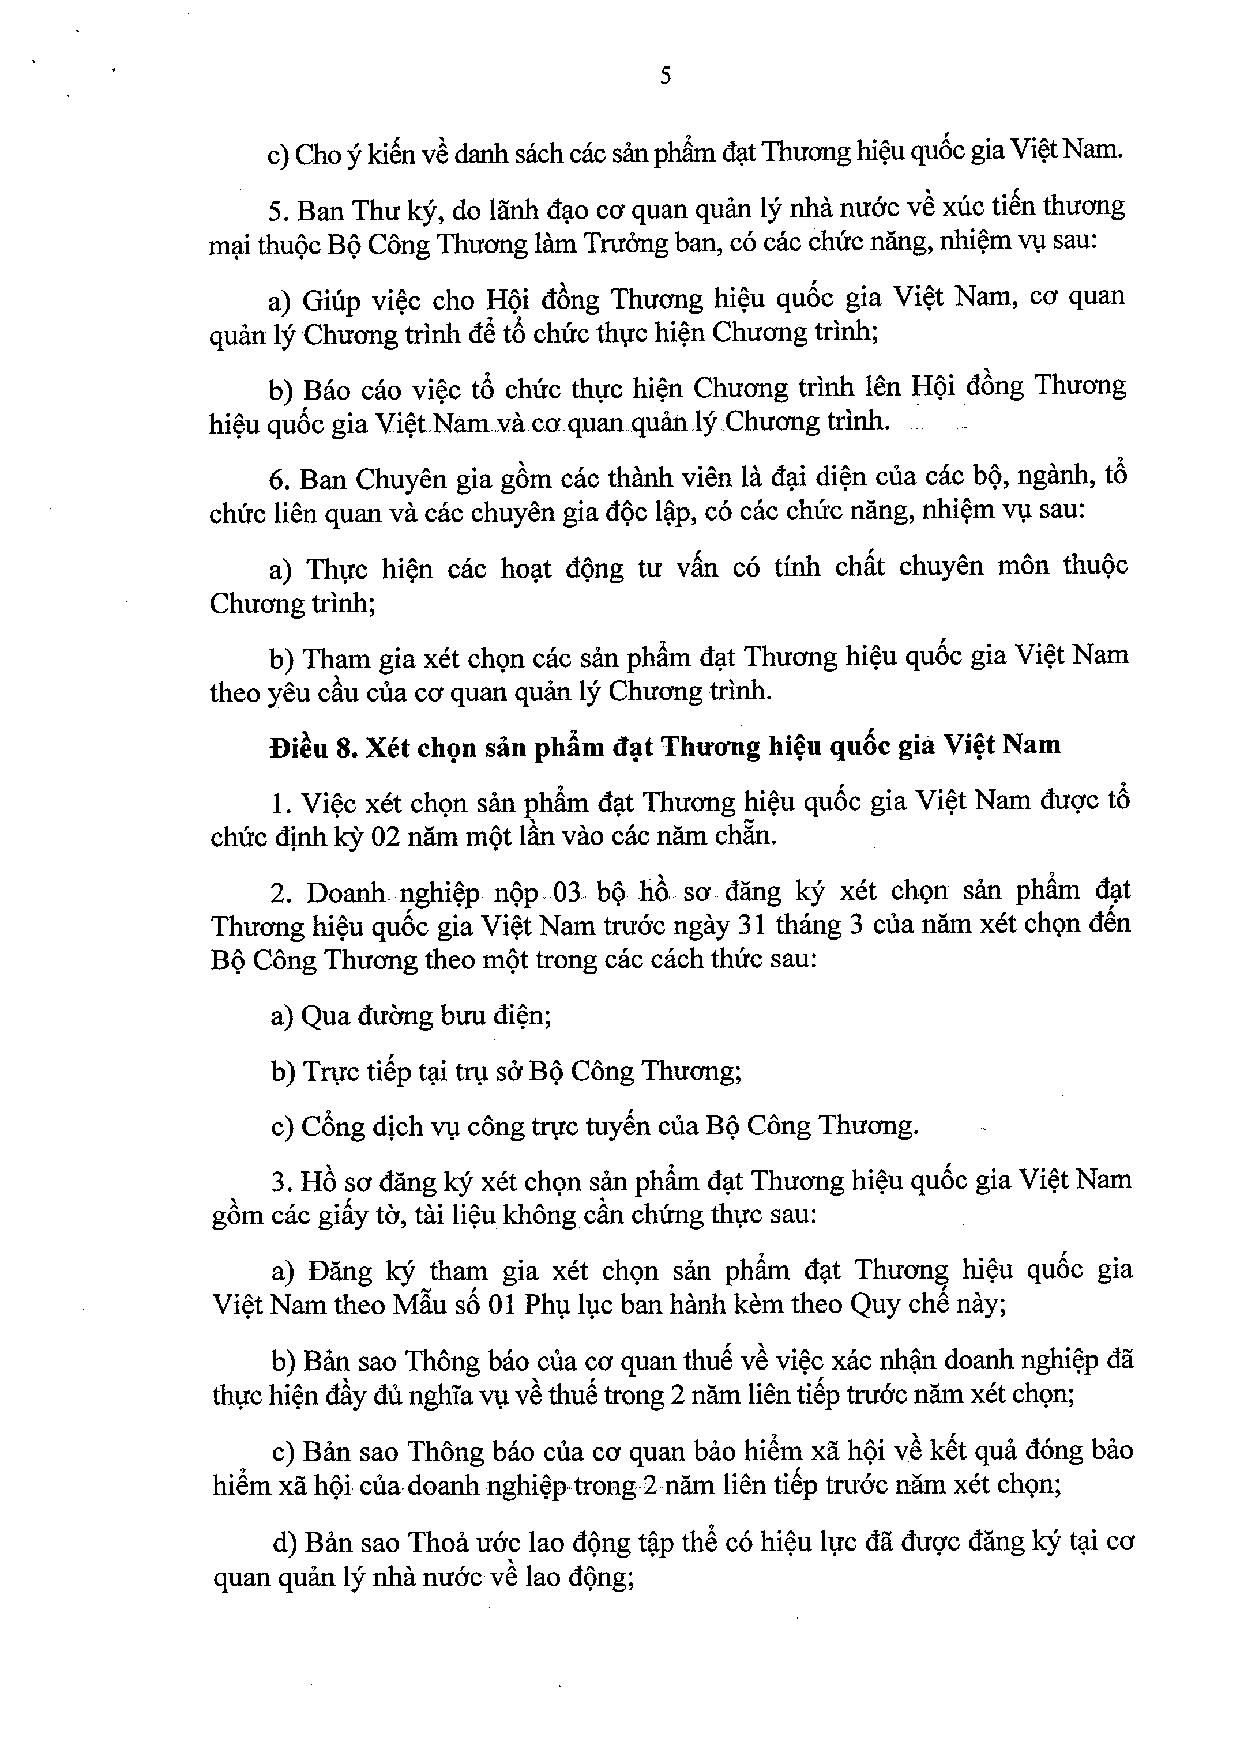 5
c) Cho ý kiến về danh sách các sản phẩm đạt Thương hiệu quốc gia Việt Nam.
5. Ban Thư ký, do lãnh đạo cơ quan quản lý nhà nước về xúc tiến thương
mại thuộc Bộ Công Thương làm Trưởng ban, có các chức năng, nhiệm vụ sau:
a) Giúp việc cho Hội đồng Thương hiệu quốc gia Việt Nam, cơ quan
quản lý Chương trình để tổ chức thực hiện Chương trình;
b) Báo cáo việc tổ chức thực hiện Chương trình lên Hội đồng Thương
hiệu quốc gia Việt Nam và cơ quan quản lý Chương trình.
6. Ban Chuyên gia gồm các thành viên là đại diện của các bộ, ngành, tổ
chức liên quan và các chuyên gia độc lập, có các chức năng, nhiệm vụ sau:
a) Thực hiện các hoạt động tư vấn có tính chất chuyên môn thuộc
Chương trình;
b) Tham gia xét chọn các sản phẩm đạt Thương hiệu quốc gia Việt Nam
theo yêu cầu của cơ quan quản lý Chương trình.
Điều 8. Xét chọn sản phẩm đạt Thương hiệu quốc gia Việt Nam
1. Việc xét chọn sản phẩm đạt Thương hiệu quốc gia Việt Nam được tổ
chức định kỳ 02 năm một lần vào các năm chẵn.
2. Doanh nghiệp nộp 03 bộ hồ sơ đăng ký xét chọn sản phẩm đạt
Thương hiệu quốc gia Việt Nam trước ngày 31 tháng 3 của năm xét chọn đến
Bộ Công Thương theo một trong các cách thức sau:
a) Qua đường bưu điện;
b) Trực tiếp tại trụ sở Bộ Công Thương;
c) Cổng dịch vụ công trực tuyến của Bộ Công Thương.
3. Hồ sơ đăng ký xét chọn sản phẩm đạt Thương hiệu quốc gia Việt Nam
gồm các giấy tờ, tài liệu không cần chứng thực sau:
a) Đăng ký tham gia xét chọn sản phẩm đạt Thương hiệu quốc gia
Việt Nam theo Mẫu số 01 Phụ lục ban hành kèm theo Quy chế này;
b) Bản sao Thông báo của cơ quan thuế về việc xác nhận doanh nghiệp đã
thực hiện đầy đủ nghĩa vụ về thuế trong 2 năm liên tiếp trước năm xét chọn;
c) Bản sao Thông báo của cơ quan bảo hiểm xã hội về kết quả đóng bảo
hiểm xã hội của doanh nghiệp trong 2 năm liên tiếp trước năm xét chọn;
d) Bản sao Thoả ước lao động tập thể có hiệu lực đã được đăng ký tại cơ
quan quản lý nhà nước về lao động;